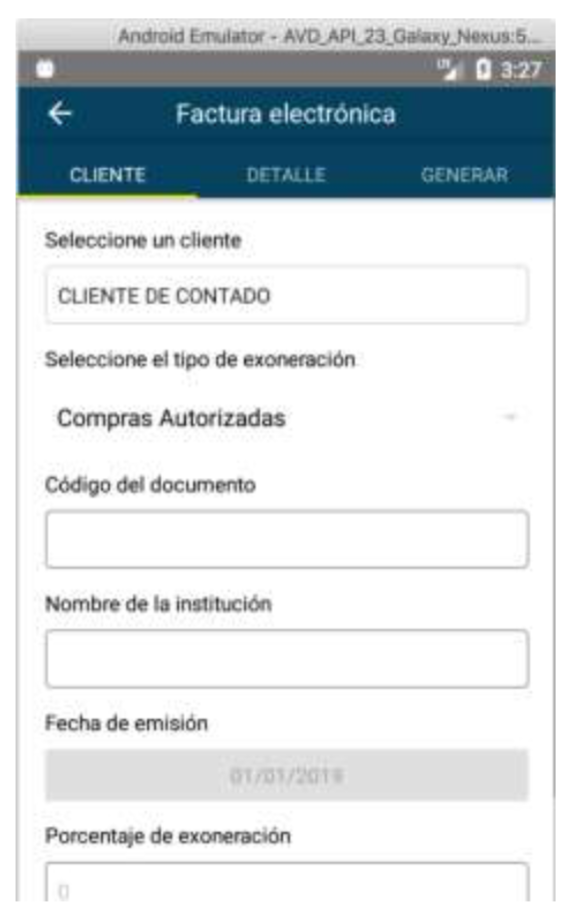 Android Emulator - AVD_API_23_Galaxy_Nexus:5...
3:27
Factura electrónica
CLIENTE DETALLE GENERAR
Seleccione un cliente
CLIENTE DE CONTADO
Seleccione el tipo de exoneración
Compras Autorizadas
Código del documento
Nombre de la institución
Fecha de emisión
01/01/2019
Porcentaje de exoneración
0